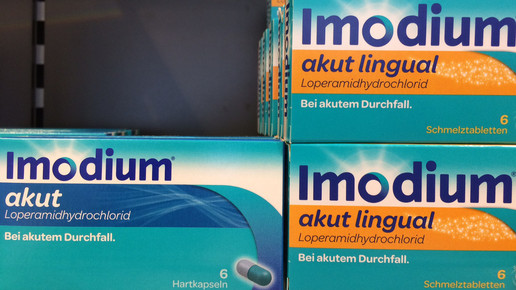 Imodium®
akut lingual
Loperamidhydrochlorid
Bei akutem Durchfall.
6
Schmelztabletten
Imodium®
akut
Loperamidhydrochlorid
Bei akutem Durchfall.
6
Hartkapseln
Imodium®
akut lingual
Loperamidhydrochlorid
Bei akutem Durchfall.
6
Schmelztabletten